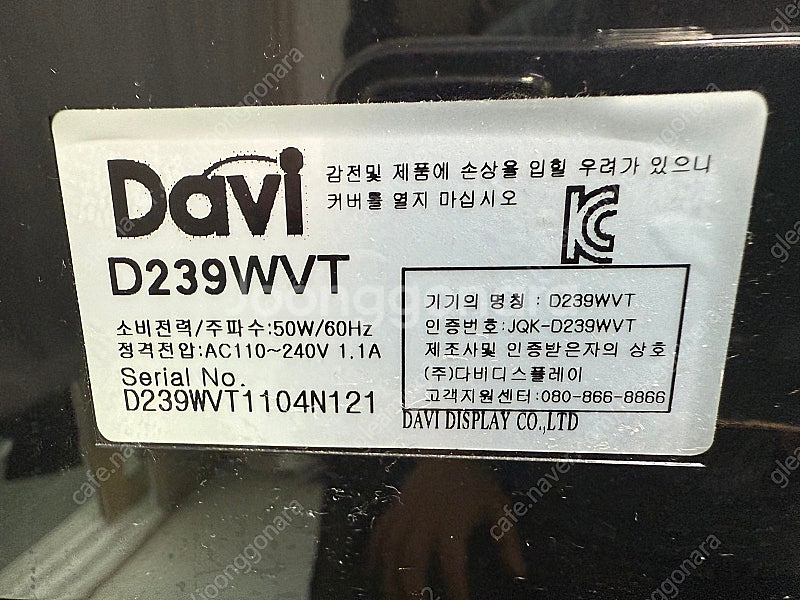 Davi
감전및 제품에 손상을 입힐 우려가 있으니
커버를 열지 마십시오
D239WVT
소비전력/주파수:50W/60Hz
정격전압:AC110~240V 1.1A
Serial No.
D239WVT1104N121
기기의 명칭 : D239WVT
인증번호:JQK-D239WVT
제조사및 인증받은자의 상호
(주)다비디스플레이
고객지원센터:080-866-8866
DAVI DISPLAY CO.,LTD
joonggonara